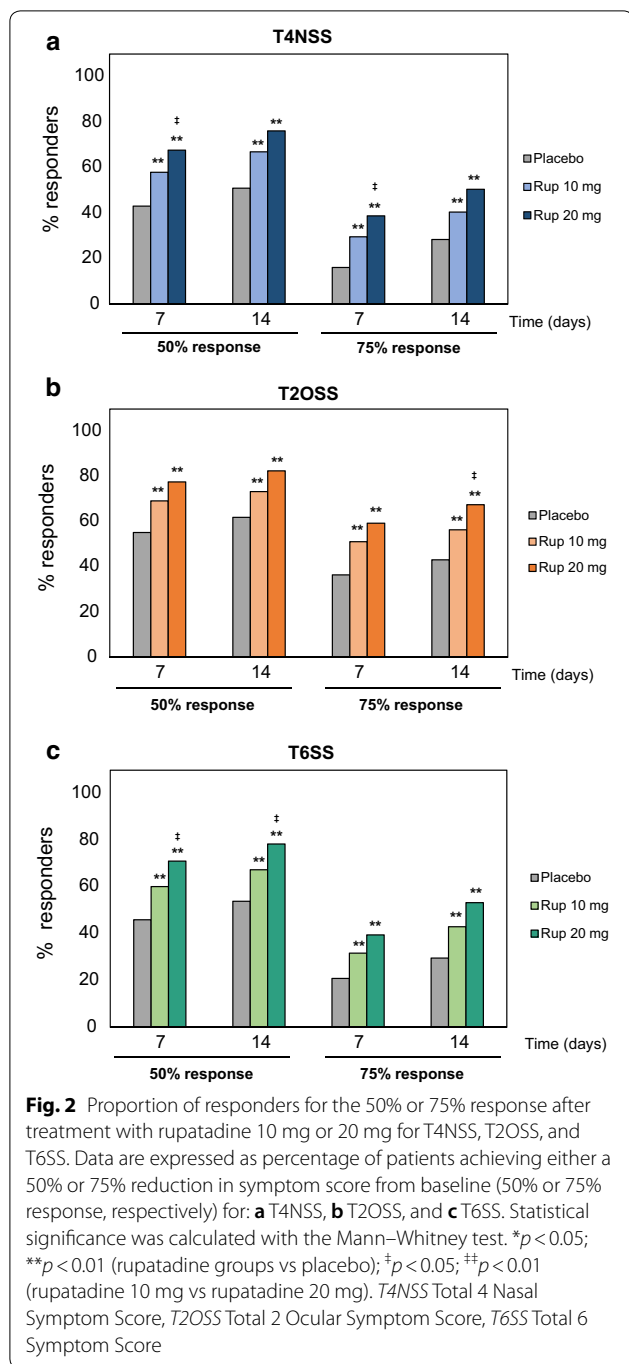 a
T4NSS
% responders
100
80
60
40
20
0
** ** ‡ ** ** ** ** ‡ ** **
Placebo
Rup 10 mg
Rup 20 mg
7 14 7 14 Time (days)
50% response 75% response
b
T2OSS
% responders
100
80
60
40
20
0
** ** ** ** ** ** ** ** ‡
Placebo
Rup 10 mg
Rup 20 mg
7 14 7 14 Time (days)
50% response 75% response
c
T6SS
% responders
100
80
60
40
20
0
** ** ‡ ** ** ‡ ** ** ** **
Placebo
Rup 10 mg
Rup 20 mg
7 14 7 14 Time (days)
50% response 75% response
Fig. 2 Proportion of responders for the 50% or 75% response after
treatment with rupatadine 10 mg or 20 mg for T4NSS, T2OSS, and
T6SS. Data are expressed as percentage of patients achieving either a
50% or 75% reduction in symptom score from baseline (50% or 75%
response, respectively) for: a T4NSS, b T2OSS, and c T6SS. Statistical
significance was calculated with the Mann–Whitney test. *p < 0.05;
**p < 0.01 (rupatadine groups vs placebo); ‡p < 0.05; ‡‡p < 0.01
(rupatadine 10 mg vs rupatadine 20 mg). T4NSS Total 4 Nasal
Symptom Score, T2OSS Total 2 Ocular Symptom Score, T6SS Total 6
Symptom Score